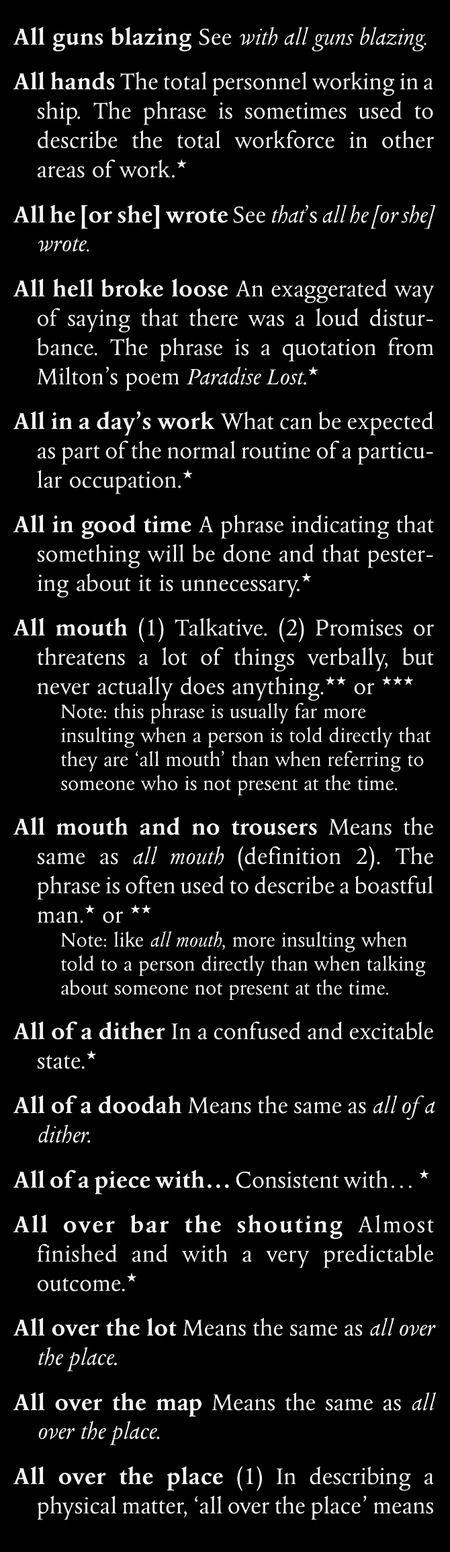 All guns blazing See with all guns blazing.
All hands The total personnel working in a
ship. The phrase is sometimes used to
describe the total workforce in other
areas of work.★
All he [or she] wrote See that's all he [or she]
wrote.
All hell broke loose An exaggerated way
of saying that there was a loud distur-
bance. The phrase is a quotation from
Milton's poem Paradise Lost.★
All in a day's work What can be expected
as part of the normal routine of a particu-
lar occupation.★
All in good time A phrase indicating that
something will be done and that pester-
ing about it is unnecessary.★
All mouth (1) Talkative. (2) Promises or
threatens a lot of things verbally, but
never actually does anything.★★ or ★★★
Note: this phrase is usually far more
insulting when a person is told directly that
they are ‘all mouth’ than when referring to
someone who is not present at the time.
All mouth and no trousers Means the
same as all mouth (definition 2). The
phrase is often used to describe a boastful
man.★ or ★★
Note: like all mouth, more insulting when
told to a person directly than when talking
about someone not present at the time.
All of a dither In a confused and excitable
state.★
All of a doodah Means the same as all of a
dither.
All of a piece with… Consistent with… ★
All over bar the shouting Almost
finished and with a very predictable
outcome.★
All over the lot Means the same as all over
the place.
All over the map Means the same as all
over the place.
All over the place (1) In describing a
physical matter, ‘all over the place’ means